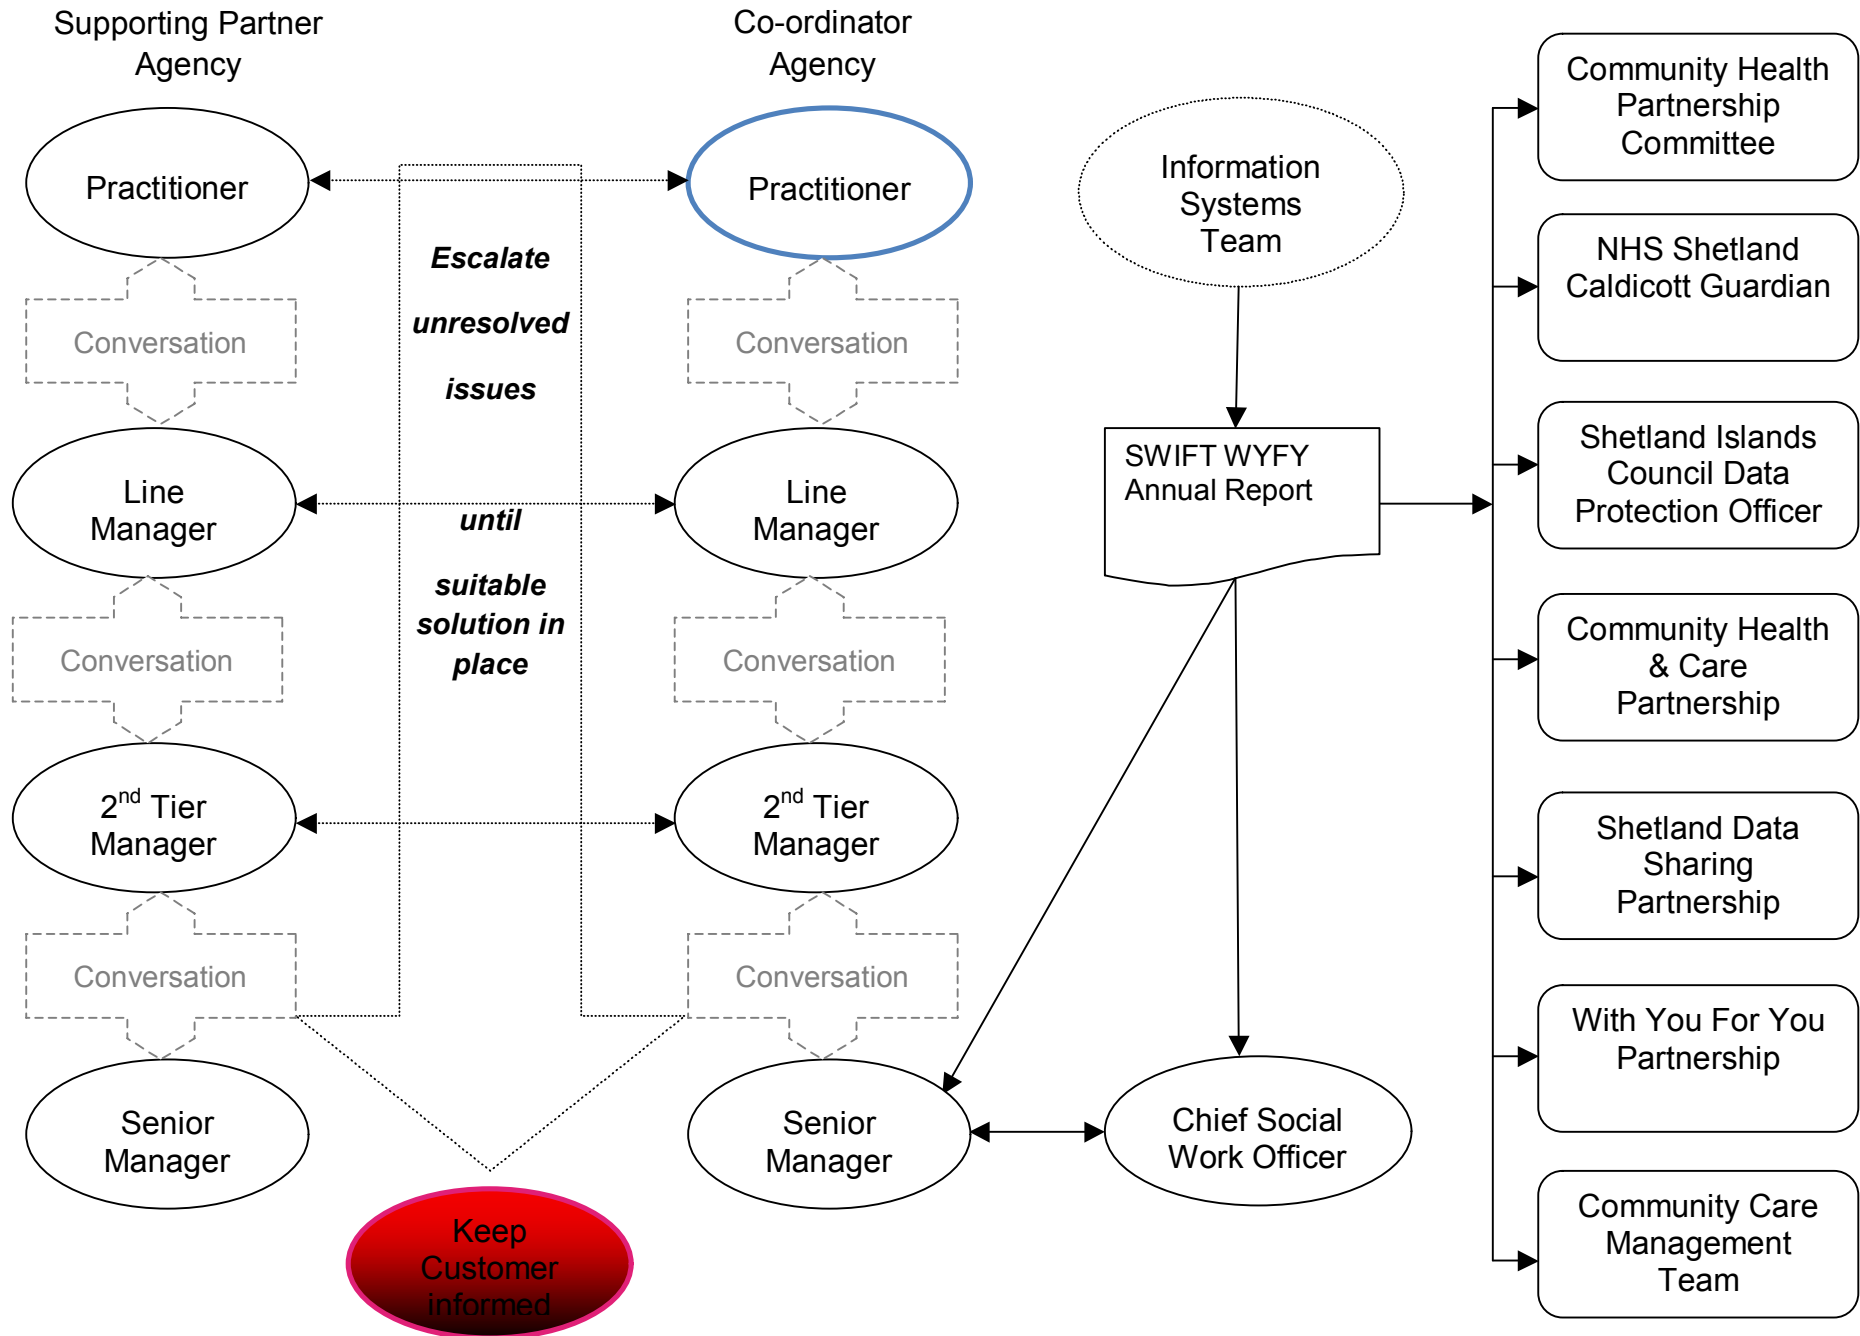 Supporting Partner
Agency
Practitioner
Conversation
Line
Manager
Conversation
2nd Tier
Manager
Conversation
Senior
Manager
Escalate
unresolved
issues
until
suitable
solution in
place
Keep
Customer
informed
Co-ordinator
Agency
Practitioner
Conversation
Line
Manager
Conversation
2nd Tier
Manager
Conversation
Senior
Manager
Information
Systems
Team
SWIFT WYFY
Annual Report
Chief Social
Work Officer
Community Health
Partnership
Committee
NHS Shetland
Caldicott Guardian
Shetland Islands
Council Data
Protection Officer
Community Health
& Care
Partnership
Shetland Data
Sharing
Partnership
With You For You
Partnership
Community Care
Management
Team